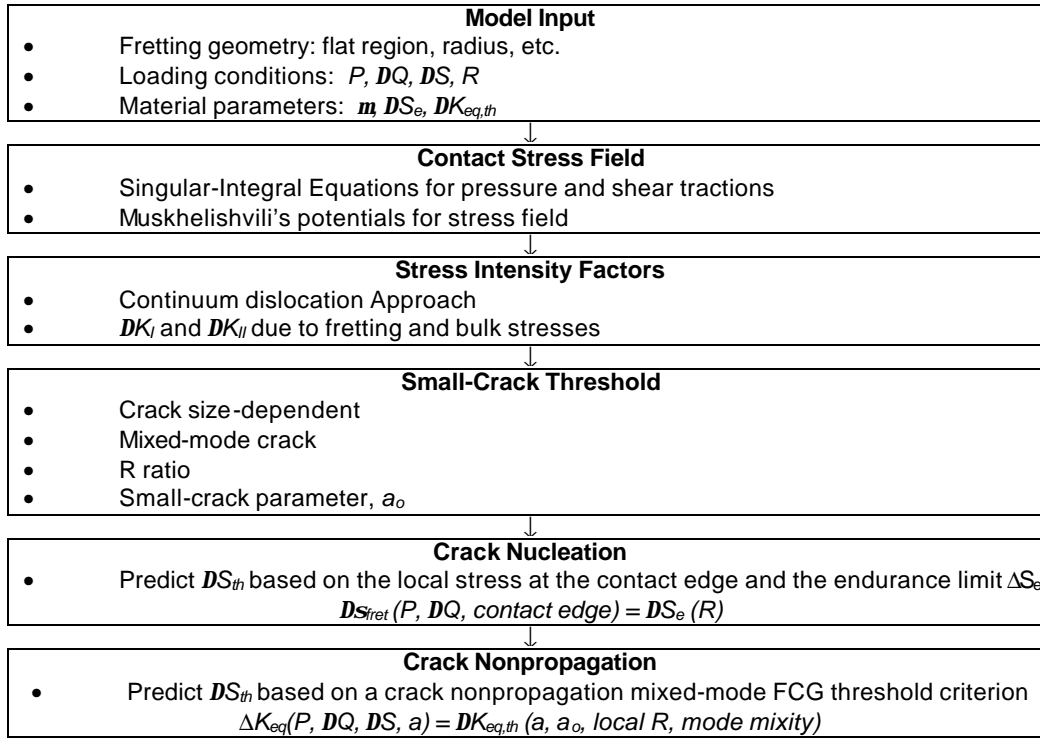 Model Input
• Fretting geometry: flat region, radius, etc.
• Loading conditions: P, DQ, DS, R
• Material parameters: m, DSe, DKeq,th
↓
Contact Stress Field
• Singular-Integral Equations for pressure and shear tractions
• Muskhelishvili's potentials for stress field
↓
Stress Intensity Factors
• Continuum dislocation Approach
• DKI and DKII due to fretting and bulk stresses
↓
Small-Crack Threshold
• Crack size-dependent
• Mixed-mode crack
• R ratio
• Small-crack parameter, ao
↓
Crack Nucleation
• Predict DSth based on the local stress at the contact edge and the endurance limit ΔSe
Dsfret (P, DQ, contact edge) = DSe (R)
↓
Crack Nonpropagation
• Predict DSth based on a crack nonpropagation mixed-mode FCG threshold criterion
ΔKeq(P, DQ, DS, a) = DKeq,th (a, ao, local R, mode mixity)